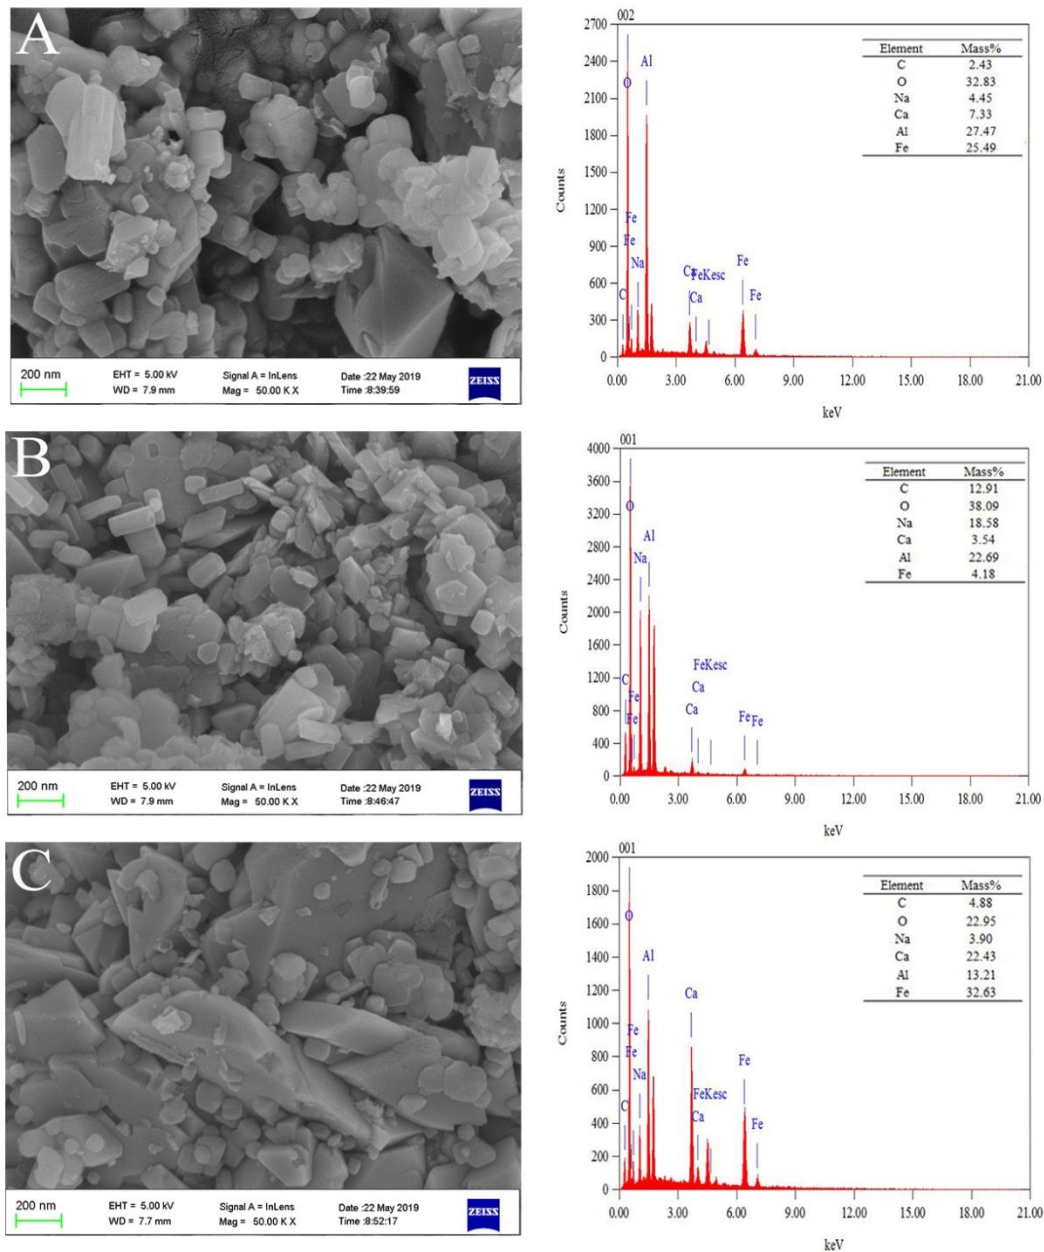 A
200 nm
EHT = 5.00 kV
Signal A = InLens
Date :22 May 2019
WD = 7.9 mm
Mag = 50.00 K X
Time :8:39:59
ZEISS
002
2700
2400
2100
1800
1500
1200
900
600
300
0
Counts
O
Al
Fe
Fe
Na
C
Ca
FeKesc
Ca
Fe
Fe
0.00 3.00 6.00 9.00 12.00 15.00 18.00 21.00
keV
Element Mass%
C 2.43
O 32.83
Na 4.45
Ca 7.33
Al 27.47
Fe 25.49
B
200 nm
EHT = 5.00 kV
Signal A = InLens
Date :22 May 2019
WD = 7.9 mm
Mag = 50.00 K X
Time :8:46:47
ZEISS
001
4000
3600
3200
2800
2400
2000
1600
1200
800
400
0
Counts
O
Al
Na
C
Fe
Fe
FeKesc
Ca
Ca
Fe
Fe
0.00 3.00 6.00 9.00 12.00 15.00 18.00 21.00
keV
Element Mass%
C 12.91
O 38.09
Na 18.58
Ca 3.54
Al 22.69
Fe 4.18
C
200 nm
EHT = 5.00 kV
Signal A = InLens
Date :22 May 2019
WD = 7.7 mm
Mag = 50.00 K X
Time :8:52:17
ZEISS
001
2000
1800
1600
1400
1200
1000
800
600
400
200
0
Counts
O
Al
Fe
Fe
Na
C
Ca
FeKesc
Ca
Fe
Fe
0.00 3.00 6.00 9.00 12.00 15.00 18.00 21.00
keV
Element Mass%
C 4.88
O 22.95
Na 3.90
Ca 22.43
Al 13.21
Fe 32.63